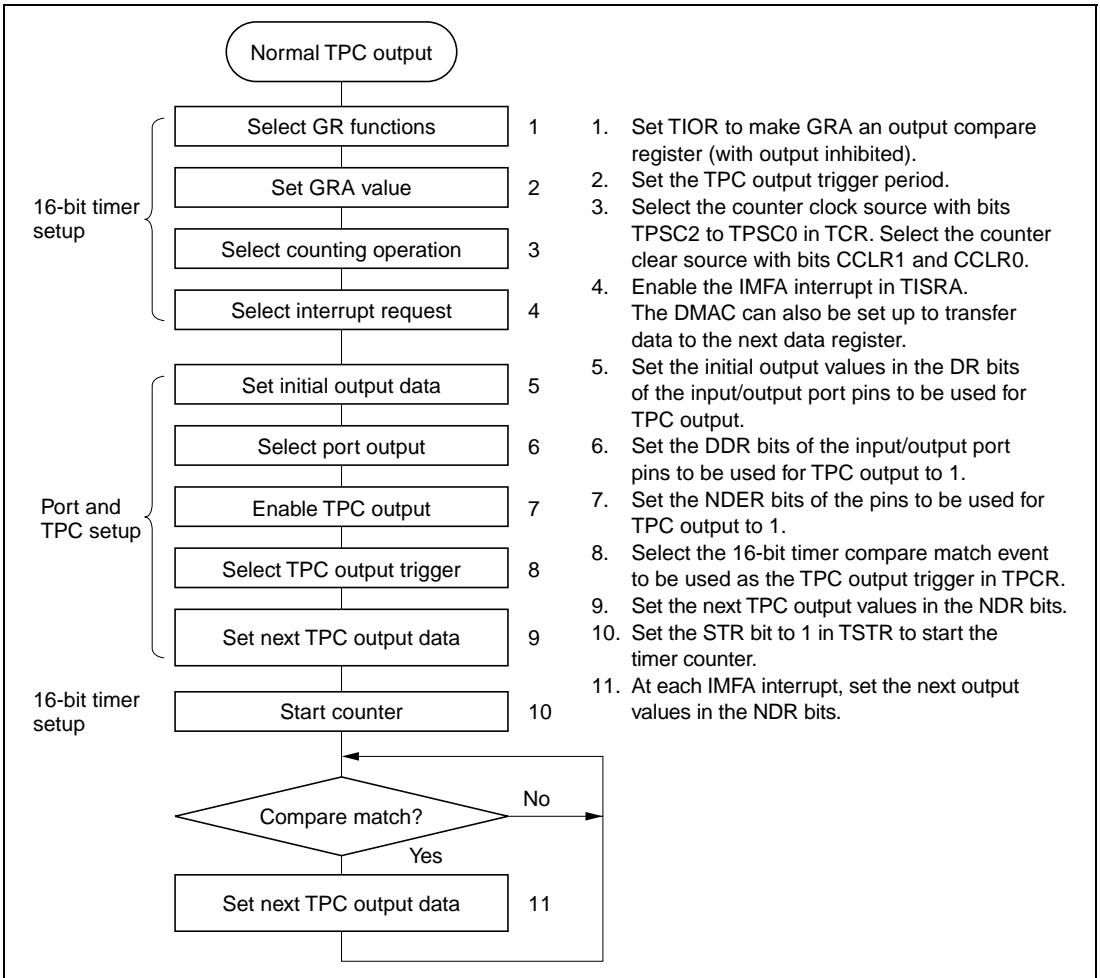 Normal TPC output
Select GR functions 1
Set GRA value 2
Select counting operation 3
Select interrupt request 4
16-bit timer
setup
Set initial output data 5
Select port output 6
Enable TPC output 7
Select TPC output trigger 8
Set next TPC output data 9
Port and
TPC setup
16-bit timer
setup
Start counter 10
Compare match?
No
Yes
Set next TPC output data 11
1. Set TIOR to make GRA an output compare
register (with output inhibited).
2. Set the TPC output trigger period.
3. Select the counter clock source with bits
TPSC2 to TPSC0 in TCR. Select the counter
clear source with bits CCLR1 and CCLR0.
4. Enable the IMFA interrupt in TISRA.
The DMAC can also be set up to transfer
data to the next data register.
5. Set the initial output values in the DR bits
of the input/output port pins to be used for
TPC output.
6. Set the DDR bits of the input/output port
pins to be used for TPC output to 1.
7. Set the NDER bits of the pins to be used for
TPC output to 1.
8. Select the 16-bit timer compare match event
to be used as the TPC output trigger in TPCR.
9. Set the next TPC output values in the NDR bits.
10. Set the STR bit to 1 in TSTR to start the
timer counter.
11. At each IMFA interrupt, set the next output
values in the NDR bits.